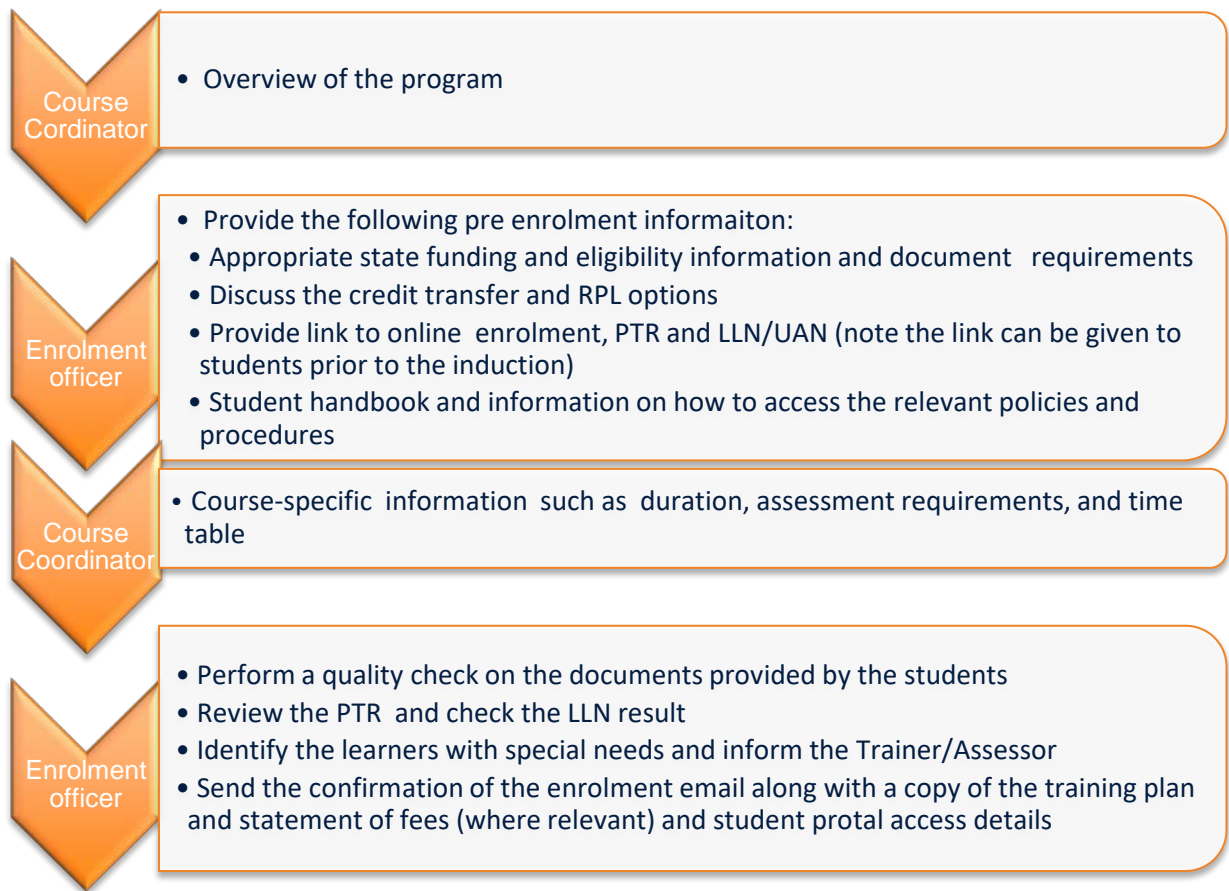 Course
Cordinator
• Overview of the program
Enrolment
officer
• Provide the following pre enrolment informaiton:
• Appropriate state funding and eligibility information and document requirements
• Discuss the credit transfer and RPL options
• Provide link to online enrolment, PTR and LLN/UAN (note the link can be given to
students prior to the induction)
• Student handbook and information on how to access the relevant policies and
procedures
Course
Coordinator
• Course-specific information such as duration, assessment requirements, and time
table
Enrolment
officer
• Perform a quality check on the documents provided by the students
• Review the PTR and check the LLN result
• Identify the learners with special needs and inform the Trainer/Assessor
• Send the confirmation of the enrolment email along with a copy of the training plan
and statement of fees (where relevant) and student protal access details